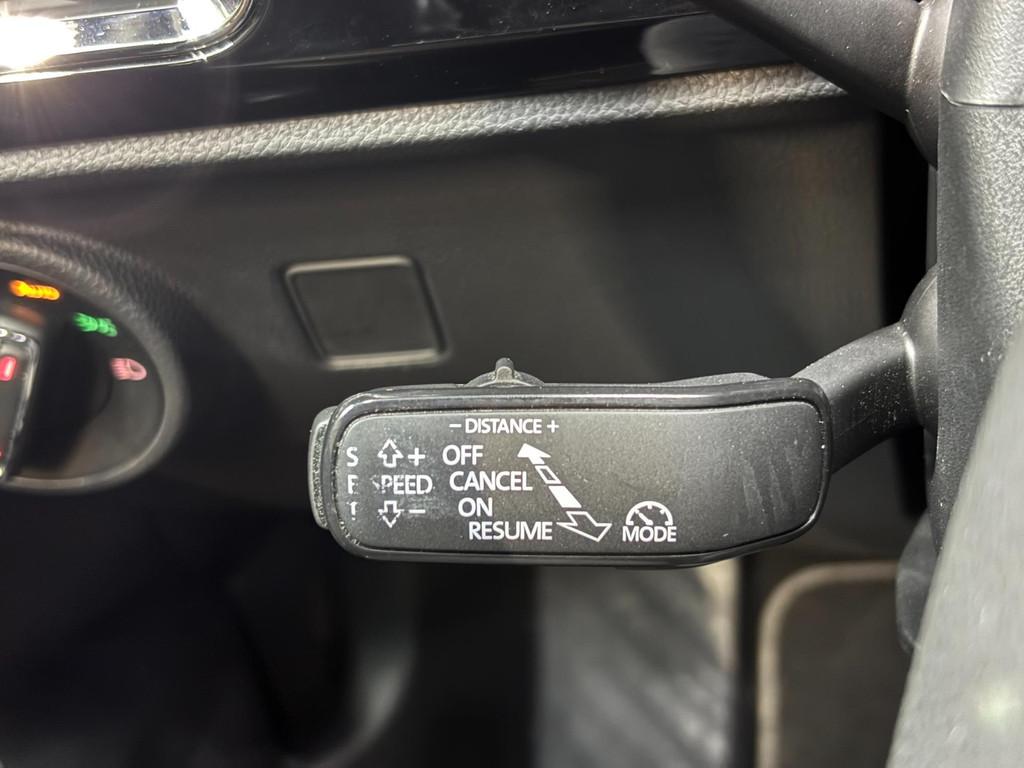 – DISTANCE +
S + OFF
SPEED CANCEL
– ON
RESUME
MODE